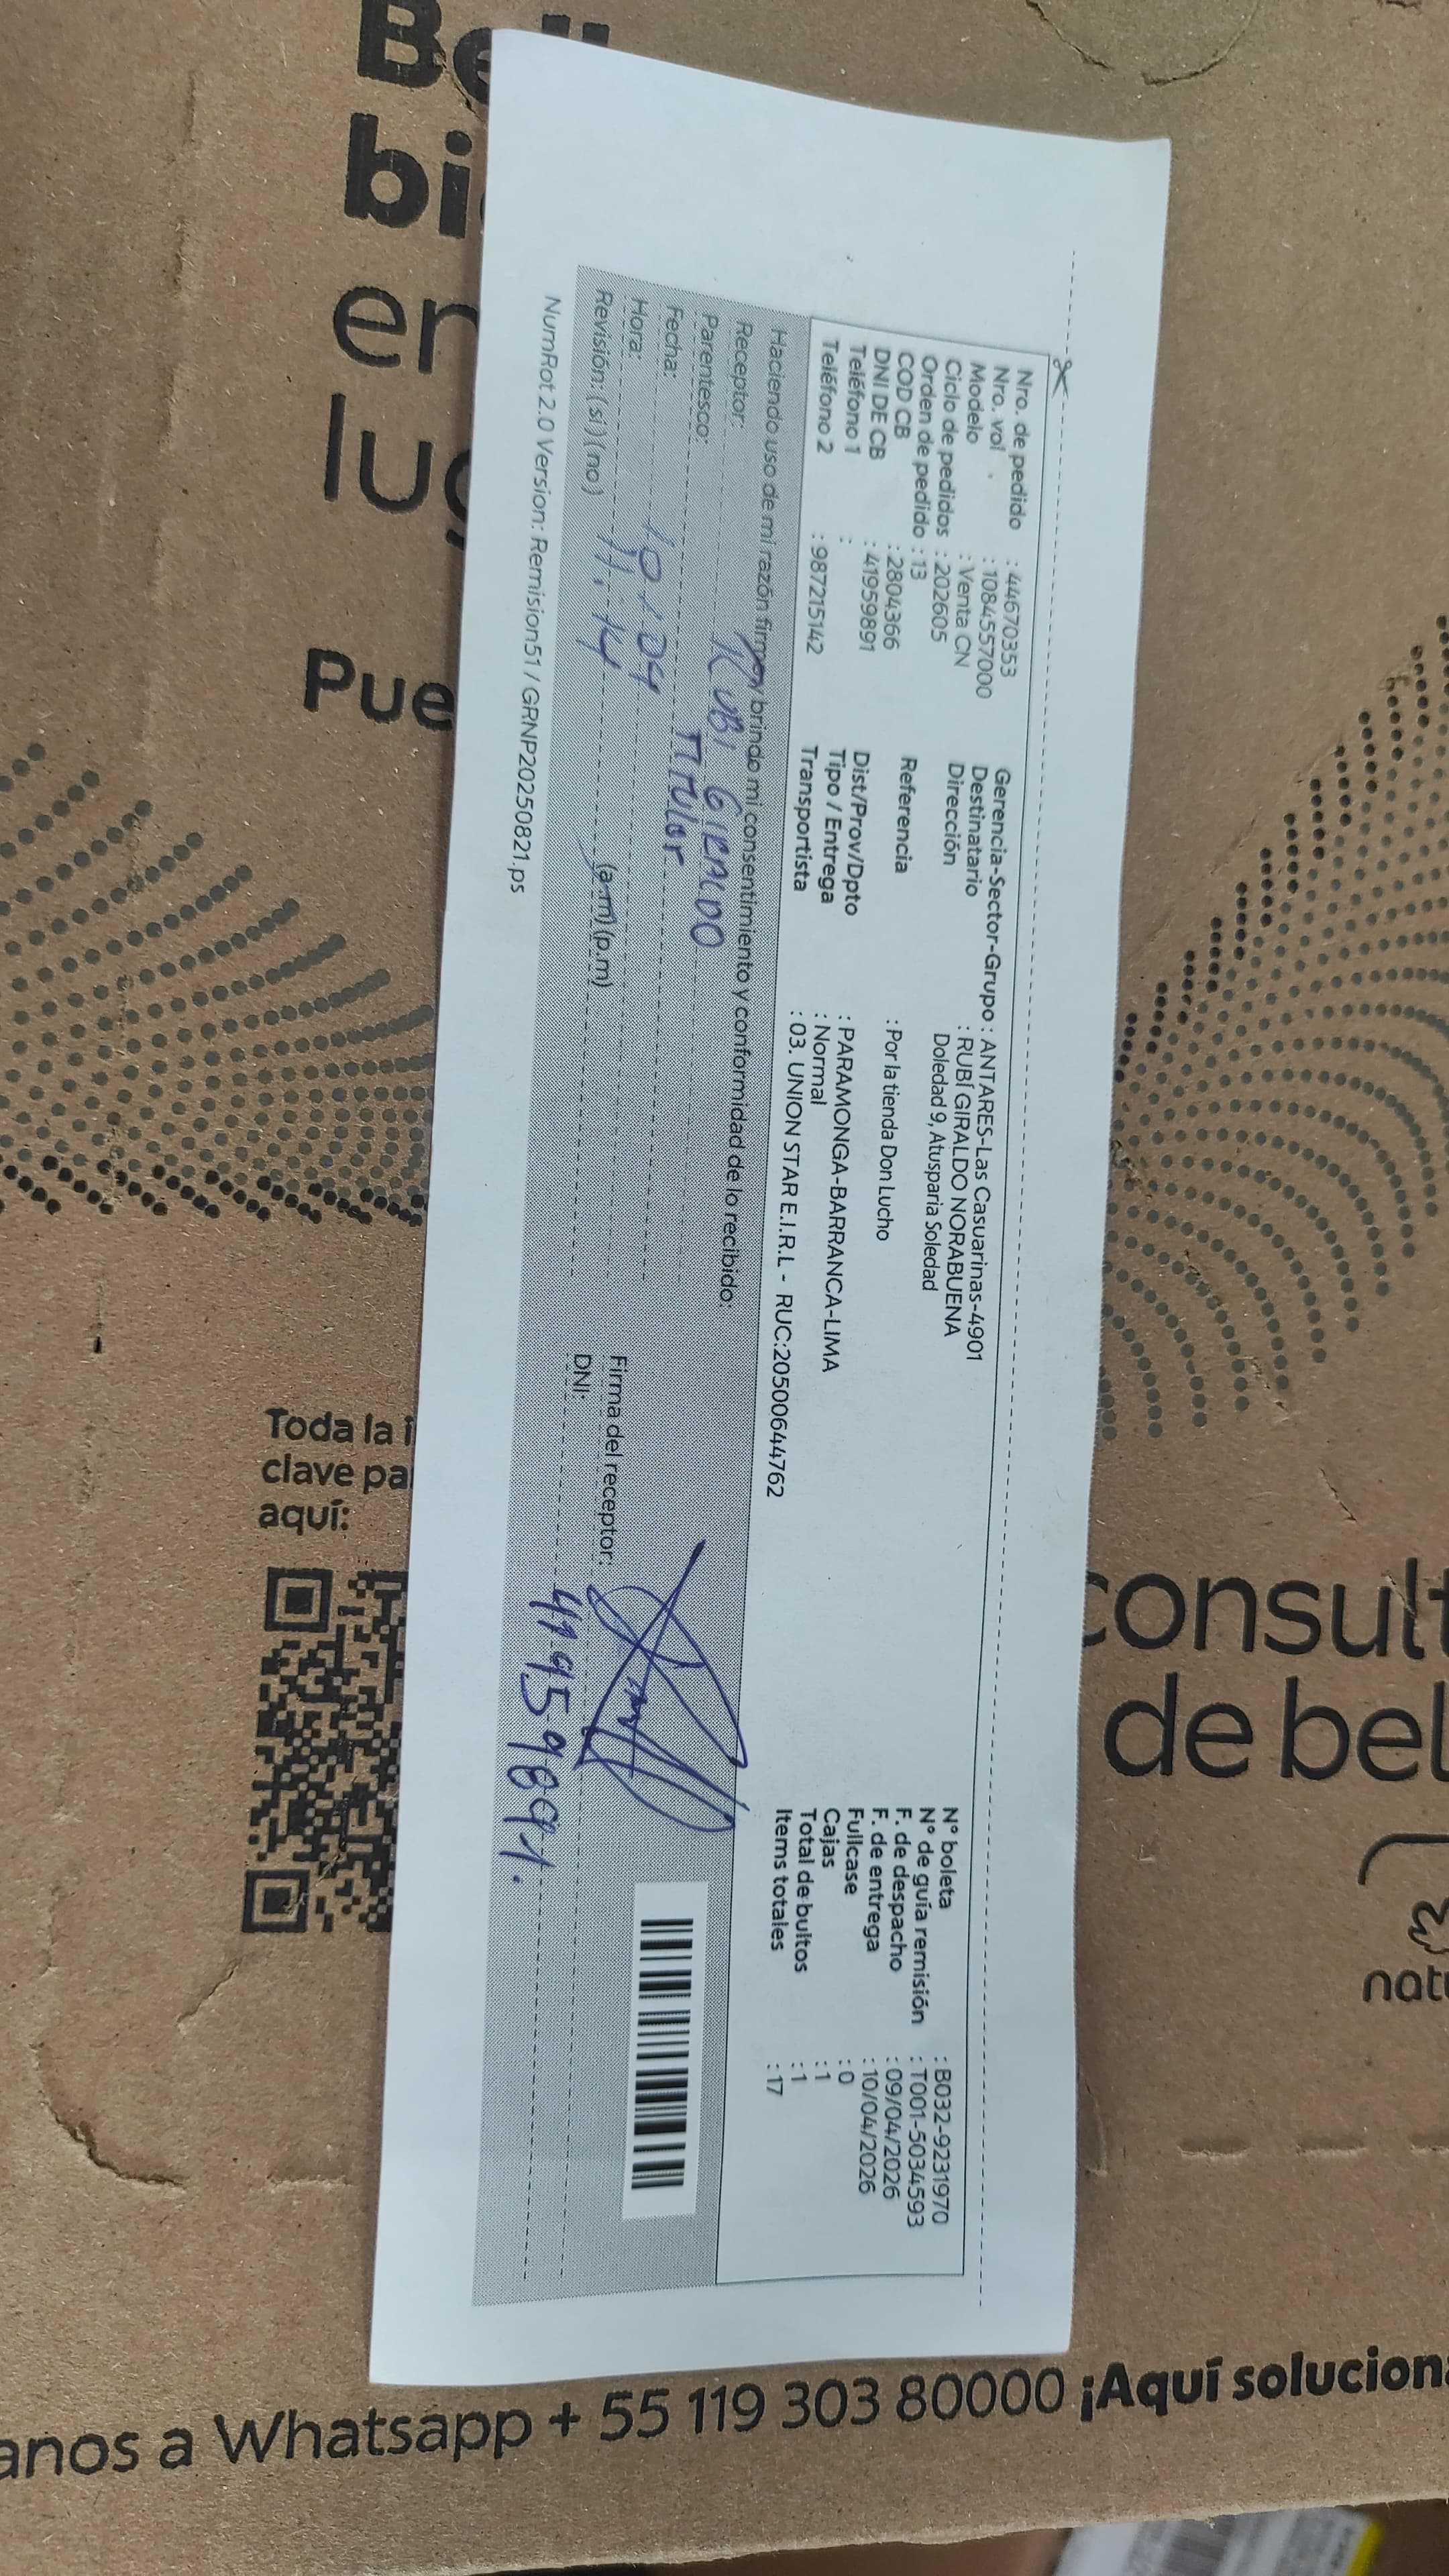 Nro. de pedido : 44670353
Nro. vol : 1084557000
Modelo : Venta CN
Ciclo de pedidos : 202605
Orden de pedido : 13
COD CB : 2804366
DNI DE CB : 41959891
Teléfono 1 :
Teléfono 2 : 987215142
Gerencia-Sector-Grupo : ANTARES-Las Casuarinas-4901
Destinatario : RUBÍ GIRALDO NORABUENA
Dirección Doledad 9, Atusparia Soledad
Referencia : Por la tienda Don Lucho
Dist/Prov/Dpto : PARAMONGA-BARRANCA-LIMA
Tipo / Entrega : Normal
Transportista : 03. UNION STAR E.I.R.L - RUC:20500644762
N° boleta : B032-9231970
N° de guía remisión : T001-5034593
F. de despacho : 09/04/2026
F. de entrega : 10/04/2026
Fullcase : 0
Cajas : 1
Total de bultos : 1
Items totales : 17
Haciendo uso de mi razón firmo y brindo mi consentimiento y conformidad de lo recibido:
Receptor: RUBI GIRALDO
Parentesco: TITULAR
Fecha: 10/04
Hora: 11:14 (a.m) (p.m)
Revisión: (si) (no)
Firma del receptor:
DNI: 41959891.
NumRot 2.0 Version: Remision51 / GRNP20250821.ps
bi
en
Pue
Toda la i
clave pa
aquí:
consult
de bel
natu
anos a Whatsapp + 55 119 303 80000 ¡Aquí solucion